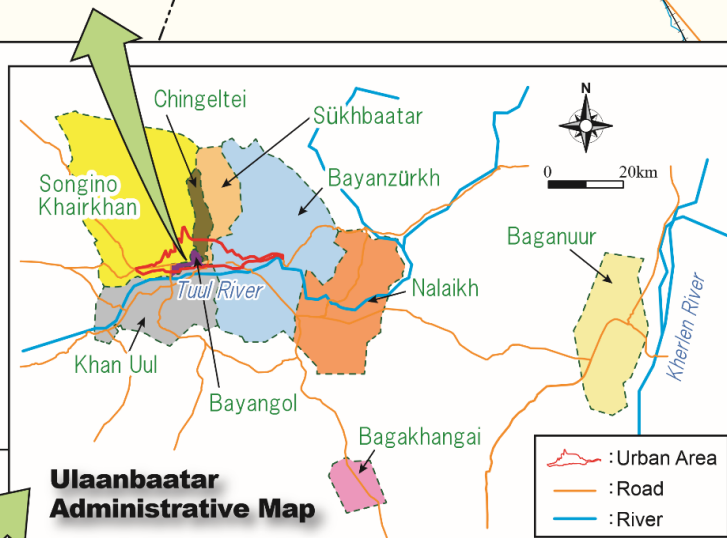 N
0 20km
Chingeltei
Sükhbaatar
Songino
Khairkhan
Bayanzürkh
Baganuur
Tuul River
Nalaikh
Kherlen River
Khan Uul
Bayangol
Bagakhangai
Ulaanbaatar
Administrative Map
:Urban Area
:Road
:River